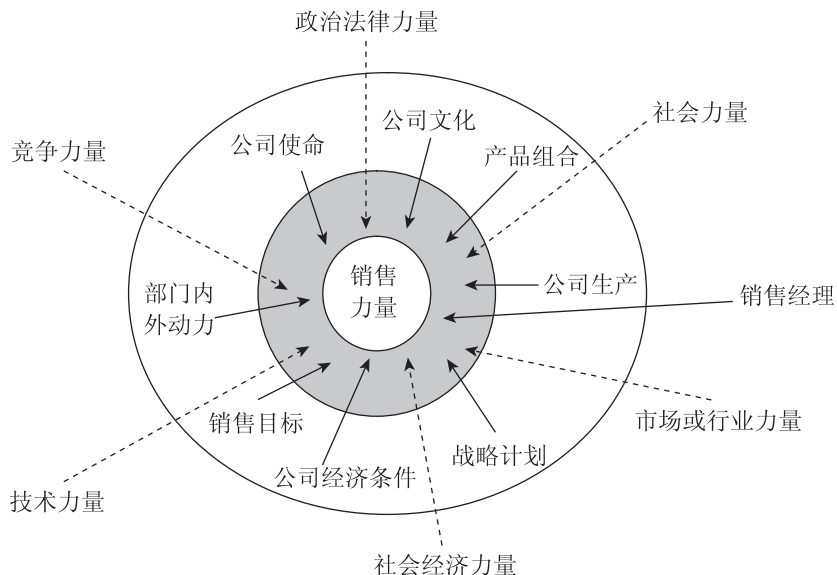 政治法律力量
公司文化
社会力量
公司使命
竞争力量
产品组合
销售
力量
公司生产
部门内
外动力
销售经理
销售目标
市场或行业力量
战略计划
公司经济条件
技术力量
社会经济力量